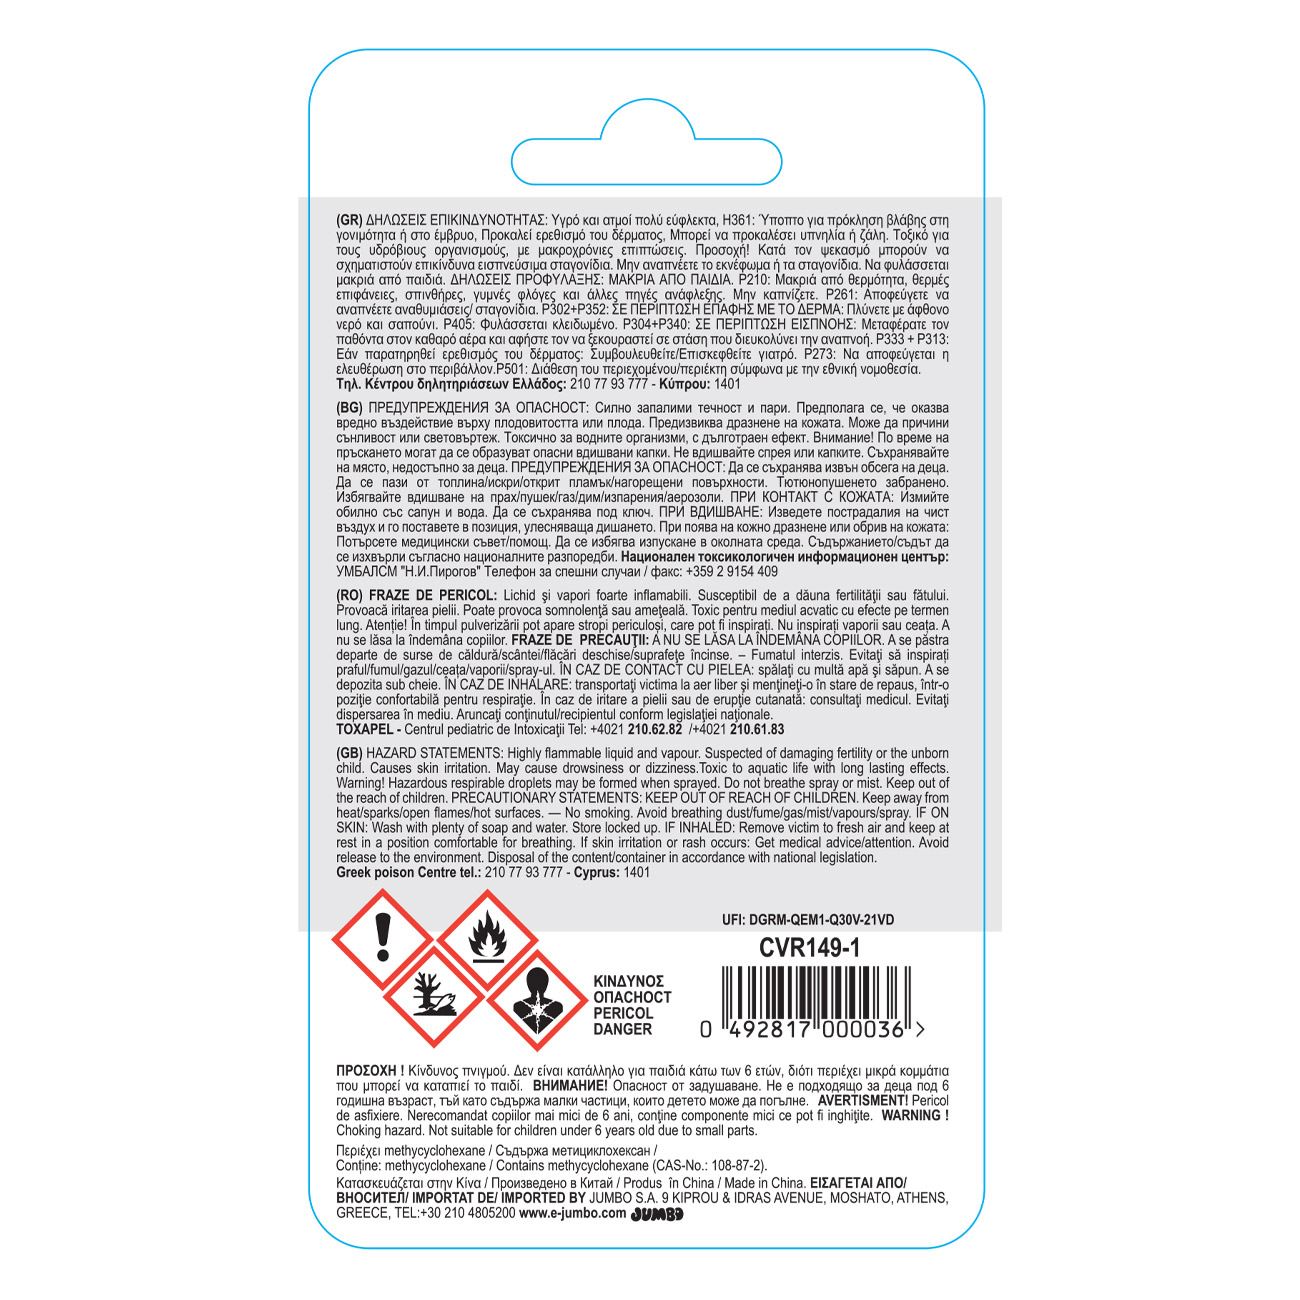 (GR) ΔΗΛΩΣΕΙΣ ΕΠΙΚΙΝΔΥΝΟΤΗΤΑΣ: Υγρό και ατμοί πολύ εύφλεκτα, H361: Ύποπτο για πρόκληση βλάβης στη
γονιμότητα ή στο έμβρυο, Προκαλεί ερεθισμό του δέρματος, Μπορεί να προκαλέσει υπνηλία ή ζάλη. Τοξικό για
τους υδρόβιους οργανισμούς, με μακροχρόνιες επιπτώσεις. Προσοχή! Κατά τον ψεκασμό μπορούν να
σχηματιστούν επικίνδυνα εισπνεύσιμα σταγονίδια. Μην αναπνέετε το εκνέφωμα ή τα σταγονίδια. Να φυλάσσεται
μακριά από παιδιά. ΔΗΛΩΣΕΙΣ ΠΡΟΦΥΛΑΞΗΣ: ΜΑΚΡΙΑ ΑΠΟ ΠΑΙΔΙΑ. P210: Μακριά από θερμότητα, θερμές
επιφάνειες, σπινθήρες, γυμνές φλόγες και άλλες πηγές ανάφλεξης. Μην καπνίζετε. P261: Αποφεύγετε να
αναπνέετε αναθυμιάσεις/ σταγονίδια. P302+P352: ΣΕ ΠΕΡΙΠΤΩΣΗ ΕΠΑΦΗΣ ΜΕ ΤΟ ΔΕΡΜΑ: Πλύνετε με άφθονο
νερό και σαπούνι. P405: Φυλάσσεται κλειδωμένο. P304+P340: ΣΕ ΠΕΡΙΠΤΩΣΗ ΕΙΣΠΝΟΗΣ: Μεταφέρατε τον
παθόντα στον καθαρό αέρα και αφήστε τον να ξεκουραστεί σε στάση που διευκολύνει την αναπνοή. P333 + P313:
Εάν παρατηρηθεί ερεθισμός του δέρματος: Συμβουλευθείτε/Επισκεφθείτε γιατρό. P273: Να αποφεύγεται η
ελευθέρωση στο περιβάλλον.P501: Διάθεση του περιεχομένου/περιέκτη σύμφωνα με την εθνική νομοθεσία.
Τηλ. Κέντρου δηλητηριάσεων Ελλάδος: 210 77 93 777 - Κύπρου: 1401
(BG) ПРЕДУПРЕЖДЕНИЯ ЗА ОПАСНОСТ: Силно запалими течност и пари. Предполага се, че оказва
вредно въздействие върху плодовитостта или плода. Предизвиква дразнене на кожата. Може да причини
сънливост или световъртеж. Токсично за водните организми, с дълготраен ефект. Внимание! По време на
пръскането могат да се образуват опасни вдишвани капки. Не вдишвайте спрея или капките. Съхранявайте
на място, недостъпно за деца. ПРЕДУПРЕЖДЕНИЯ ЗА ОПАСНОСТ: Да се съхранява извън обсега на деца.
Да се пази от топлина/искри/открит пламък/нагорещени повърхности. Тютюнопушенето забранено.
Избягвайте вдишване на прах/пушек/газ/дим/изпарения/аерозоли. ПРИ КОНТАКТ С КОЖАТА: Измийте
обилно със сапун и вода. Да се съхранява под ключ. ПРИ ВДИШВАНЕ: Изведете пострадалия на чист
въздух и го поставете в позиция, улесняваща дишането. При поява на кожно дразнене или обрив на кожата:
Потърсете медицински съвет/помощ. Да се избягва изпускане в околната среда. Съдържанието/съдът да
се изхвърли съгласно националните разпоредби. Национален токсикологичен информационен център:
УМБАЛСМ "Н.И.Пирогов" Телефон за спешни случаи / факс: +359 2 9154 409
(RO) FRAZE DE PERICOL: Lichid şi vapori foarte inflamabili. Susceptibil de a dăuna fertilităţii sau fătului.
Provoacă iritarea pielii. Poate provoca somnolenţă sau ameţeală. Toxic pentru mediul acvatic cu efecte pe termen
lung. Atenţie! În timpul pulverizării pot apare stropi periculoşi, care pot fi inspiraţi. Nu inspiraţi vaporii sau ceaţa. A
nu se lăsa la îndemâna copiilor. FRAZE DE PRECAUŢII: A NU SE LĂSA LA ÎNDEMÂNA COPIILOR. A se păstra
departe de surse de căldură/scântei/flăcări deschise/suprafeţe încinse. – Fumatul interzis. Evitaţi să inspiraţi
praful/fumul/gazul/ceaţa/vaporii/spray-ul. ÎN CAZ DE CONTACT CU PIELEA: spălaţi cu multă apă şi săpun. A se
depozita sub cheie. ÎN CAZ DE INHALARE: transportaţi victima la aer liber şi menţineţi-o în stare de repaus, într-o
poziţie confortabilă pentru respiraţie. În caz de iritare a pielii sau de erupţie cutanată: consultaţi medicul. Evitaţi
dispersarea în mediu. Aruncaţi conţinutul/recipientul conform legislaţiei naţionale.
TOXAPEL - Centrul pediatric de Intoxicaţii Tel: +4021 210.62.82 /+4021 210.61.83
(GB) HAZARD STATEMENTS: Highly flammable liquid and vapour. Suspected of damaging fertility or the unborn
child. Causes skin irritation. May cause drowsiness or dizziness.Toxic to aquatic life with long lasting effects.
Warning! Hazardous respirable droplets may be formed when sprayed. Do not breathe spray or mist. Keep out of
the reach of children. PRECAUTIONARY STATEMENTS: KEEP OUT OF REACH OF CHILDREN. Keep away from
heat/sparks/open flames/hot surfaces. — No smoking. Avoid breathing dust/fume/gas/mist/vapours/spray. IF ON
SKIN: Wash with plenty of soap and water. Store locked up. IF INHALED: Remove victim to fresh air and keep at
rest in a position comfortable for breathing. If skin irritation or rash occurs: Get medical advice/attention. Avoid
release to the environment. Disposal of the content/container in accordance with national legislation.
Greek poison Centre tel.: 210 77 93 777 - Cyprus: 1401
UFI: DGRM-QEM1-Q30V-21VD
CVR149-1
ΚΙΝΔΥΝΟΣ
ОПАСНОСТ
PERICOL
DANGER
0 492817 000036 >
ΠΡΟΣΟΧΗ ! Κίνδυνος πνιγμού. Δεν είναι κατάλληλο για παιδιά κάτω των 6 ετών, διότι περιέχει μικρά κομμάτια
που μπορεί να καταπιεί το παιδί. ВНИМАНИЕ! Опасност от задушаване. Не е подходящо за деца под 6
годишна възраст, тъй като съдържа малки частици, които детето може да погълне. AVERTISMENT! Pericol
de asfixiere. Nerecomandat copiilor mai mici de 6 ani, conţine componente mici ce pot fi inghiţite. WARNING !
Choking hazard. Not suitable for children under 6 years old due to small parts.
Περιέχει methycyclohexane / Съдържа метициклохексан /
Conţine: methycyclohexane / Contains methycyclohexane (CAS-No.: 108-87-2).
Κατασκευάζεται στην Κίνα / Произведено в Китай / Produs în China / Made in China. ΕΙΣΑΓΕΤΑΙ ΑΠΟ/
ВНОСИТЕЛ/ IMPORTAT DE/ IMPORTED BY JUMBO S.A. 9 KIPROU & IDRAS AVENUE, MOSHATO, ATHENS,
GREECE, TEL:+30 210 4805200 www.e-jumbo.com JUMBO